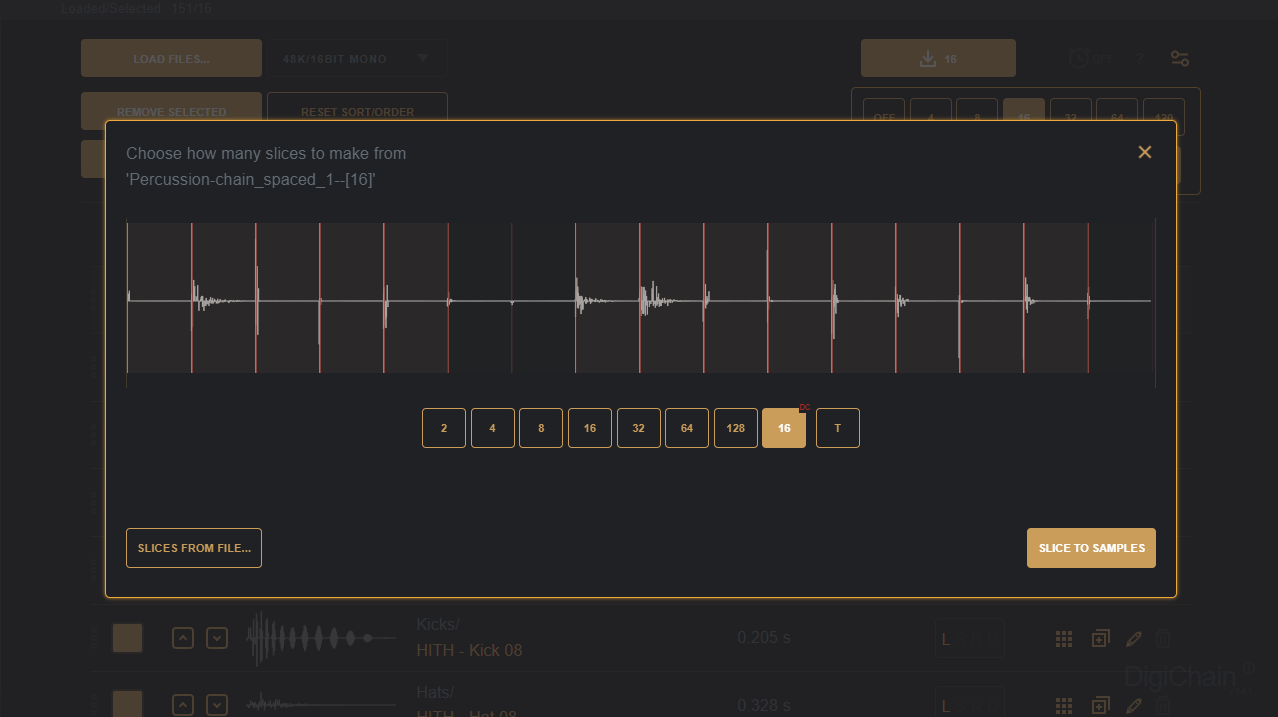 Loaded/Selected 151/16
LOAD FILES...
48K/16BIT MONO
16
OFF
REMOVE SELECTED
RESET SORT/ORDER
OFF 4 8 16 32 64 120
Choose how many slices to make from
'Percussion-chain_spaced_1--[16]'
DC
2 4 8 16 32 64 128 16 T
SLICES FROM FILE...
SLICE TO SAMPLES
Kicks/
HITH - Kick 08
0.205 s
L
Hats/
HITH - Hat 08
0.328 s
L
DigiChain